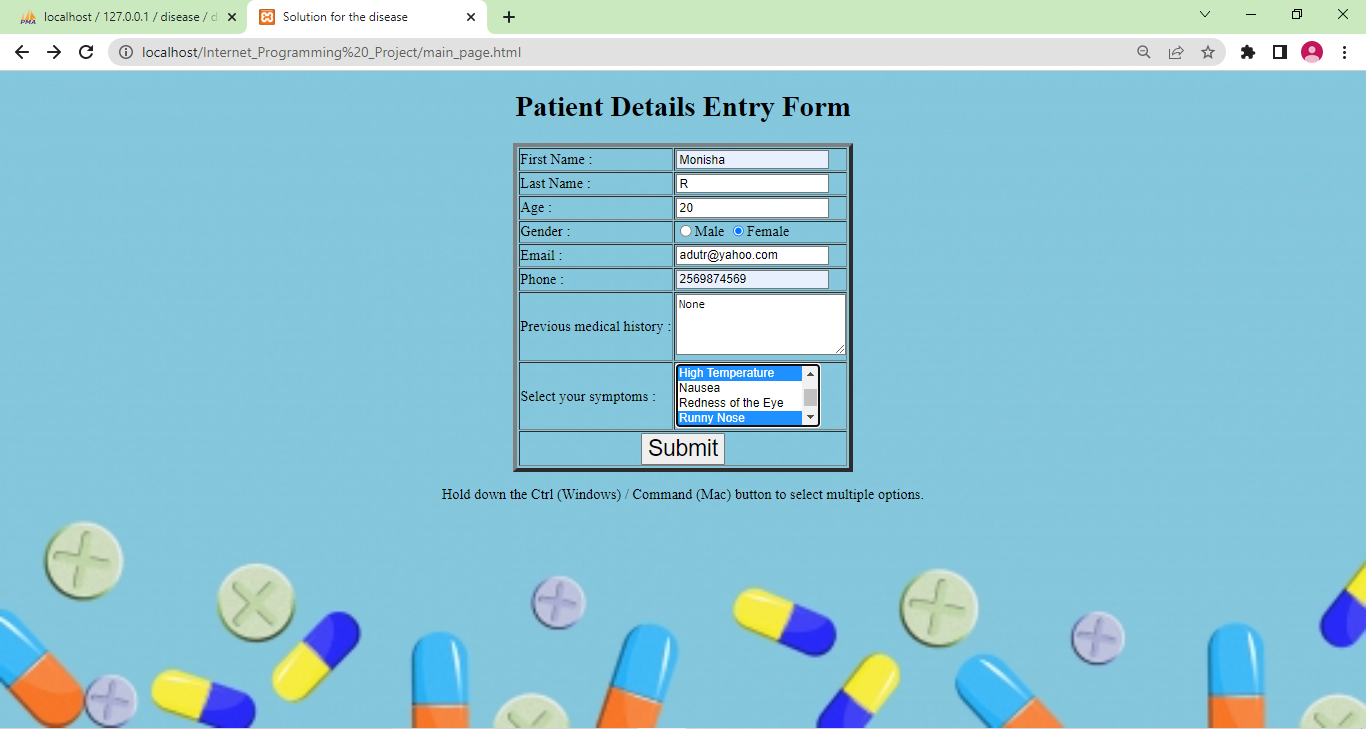 PMA localhost / 127.0.0.1 / disease / d
Solution for the disease
localhost/Internet_Programming%20_Project/main_page.html
Patient Details Entry Form
First Name : Monisha
Last Name : R
Age : 20
Gender : Male Female
Email : adutr@yahoo.com
Phone : 2569874569
Previous medical history : None
Select your symptoms : High Temperature
Nausea
Redness of the Eye
Runny Nose
Submit
Hold down the Ctrl (Windows) / Command (Mac) button to select multiple options.